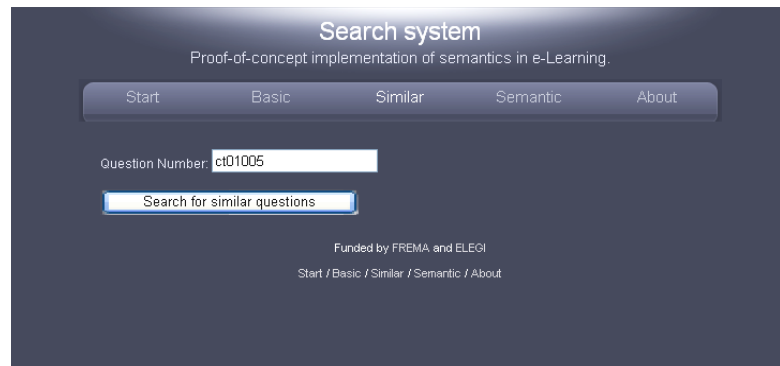 Search system
Proof-of-concept implementation of semantics in e-Learning.
Start Basic Similar Semantic About
Question Number: ct01005
Search for similar questions
Funded by FREMA and ELEGI
Start / Basic / Similar / Semantic / About